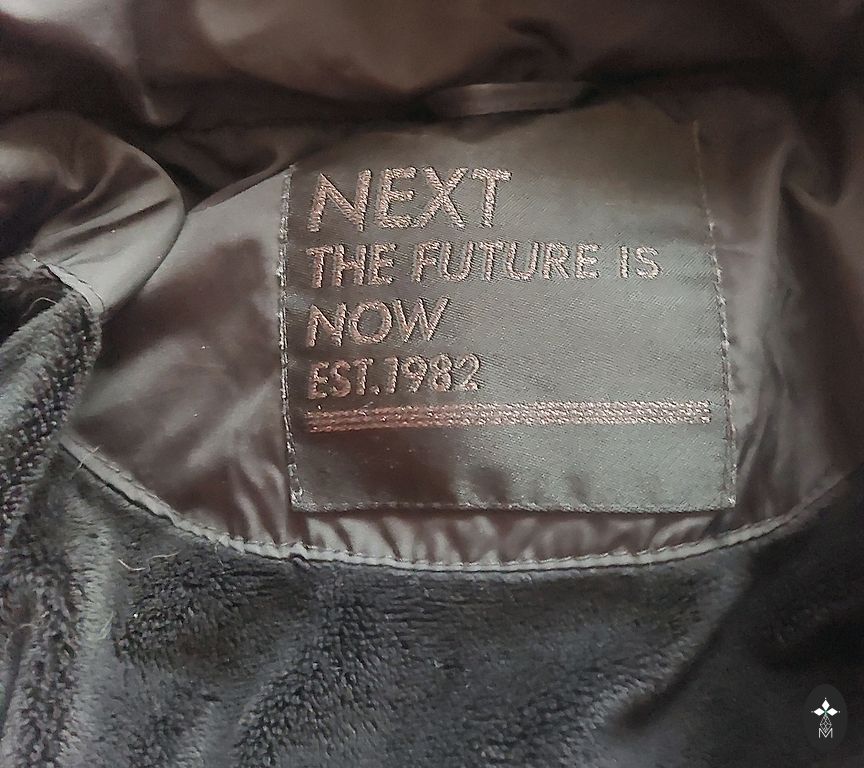 NEXT
THE FUTURE IS
NOW
EST.1982